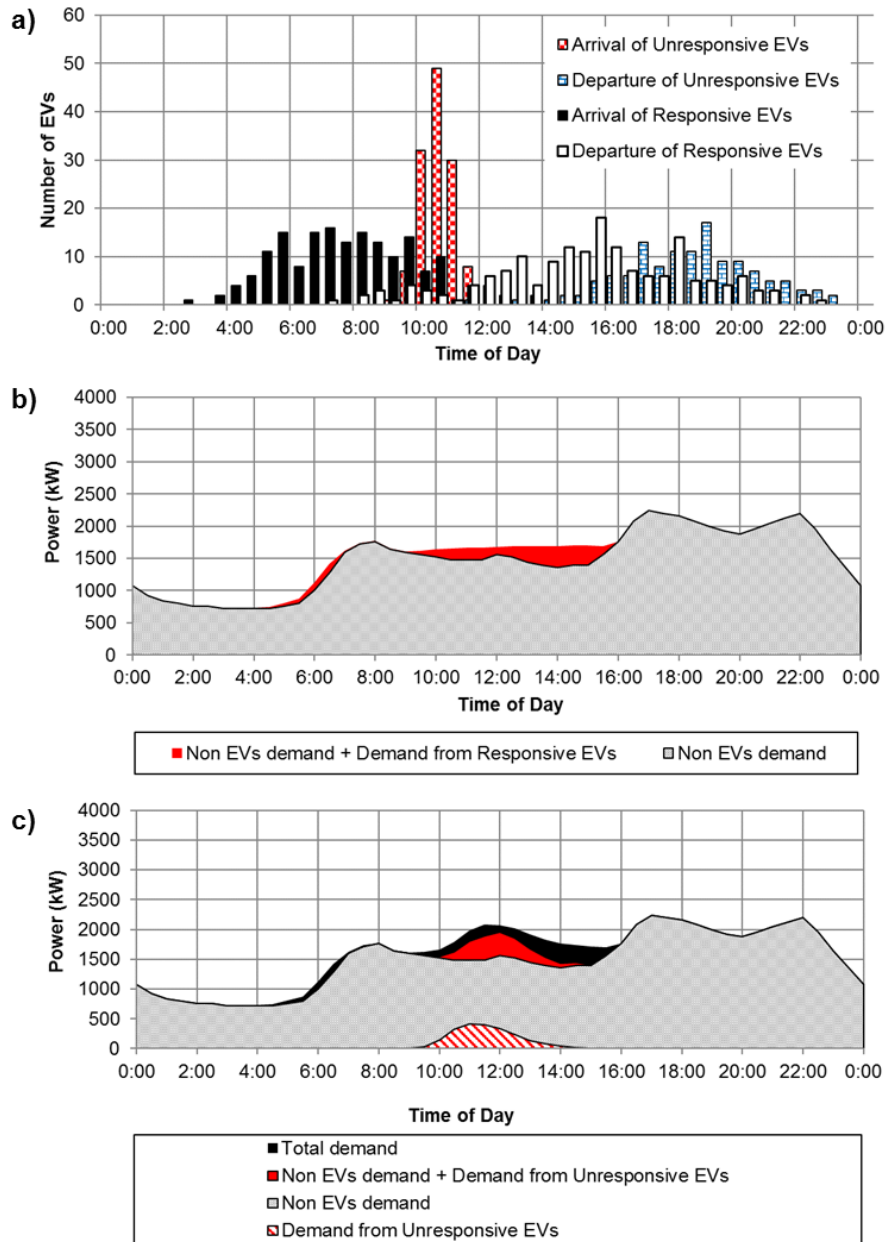 a)
60
50
40
30
20
10
0
Number of EVs
Arrival of Unresponsive EVs
Departure of Unresponsive EVs
Arrival of Responsive EVs
Departure of Responsive EVs
0:00 2:00 4:00 6:00 8:00 10:00 12:00 14:00 16:00 18:00 20:00 22:00 0:00
Time of Day
b)
4000
3500
3000
2500
2000
1500
1000
500
0
Power (kW)
0:00 2:00 4:00 6:00 8:00 10:00 12:00 14:00 16:00 18:00 20:00 22:00 0:00
Time of Day
Non EVs demand + Demand from Responsive EVs Non EVs demand
c)
4000
3500
3000
2500
2000
1500
1000
500
0
Power (kW)
0:00 2:00 4:00 6:00 8:00 10:00 12:00 14:00 16:00 18:00 20:00 22:00 0:00
Time of Day
Total demand
Non EVs demand + Demand from Unresponsive EVs
Non EVs demand
Demand from Unresponsive EVs